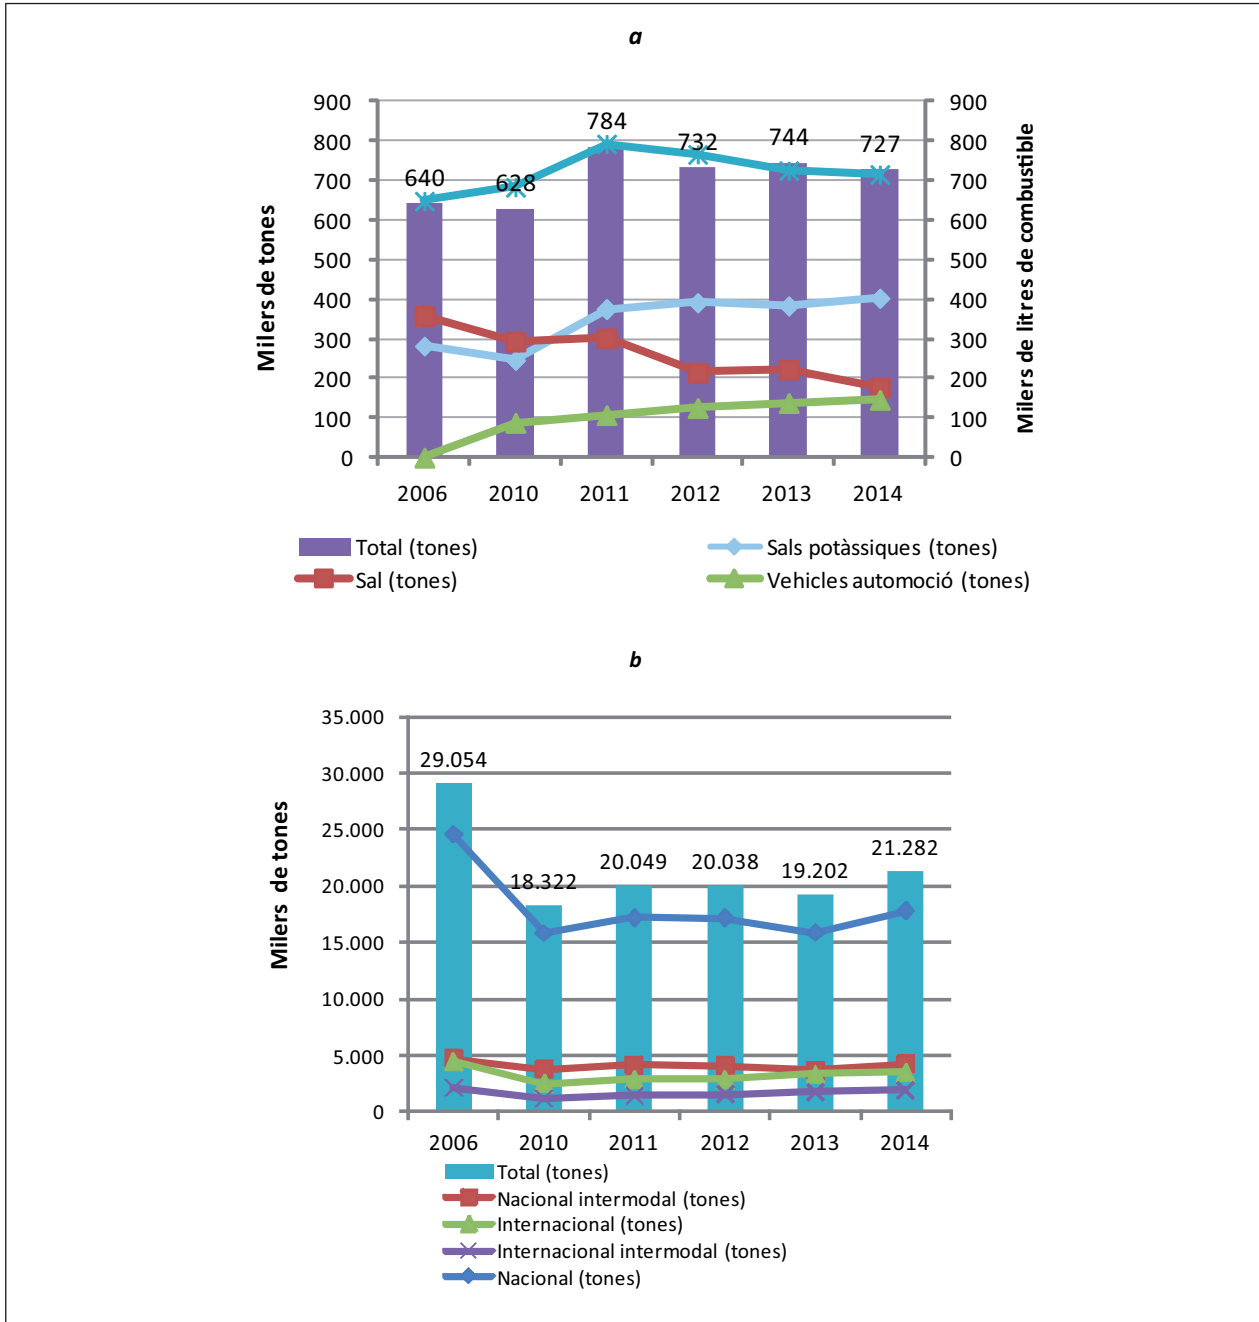 a
900 900
784
800 732 744 727 800
700 640 628 700
600 600
500 500
400 400
300 300
200 200
100 100
0 0
Milers de tones
Milers de litres de combustible
2006 2010 2011 2012 2013 2014
Total (tones) Sals potàssiques (tones)
Sal (tones) Vehicles automoció (tones)
b
35.000
29.054
30.000
25.000
18.322 20.049 20.038 19.202 21.282
20.000
15.000
10.000
5.000
0
Milers de tones
2006 2010 2011 2012 2013 2014
Total (tones)
Nacional intermodal (tones)
Internacional (tones)
Internacional intermodal (tones)
Nacional (tones)